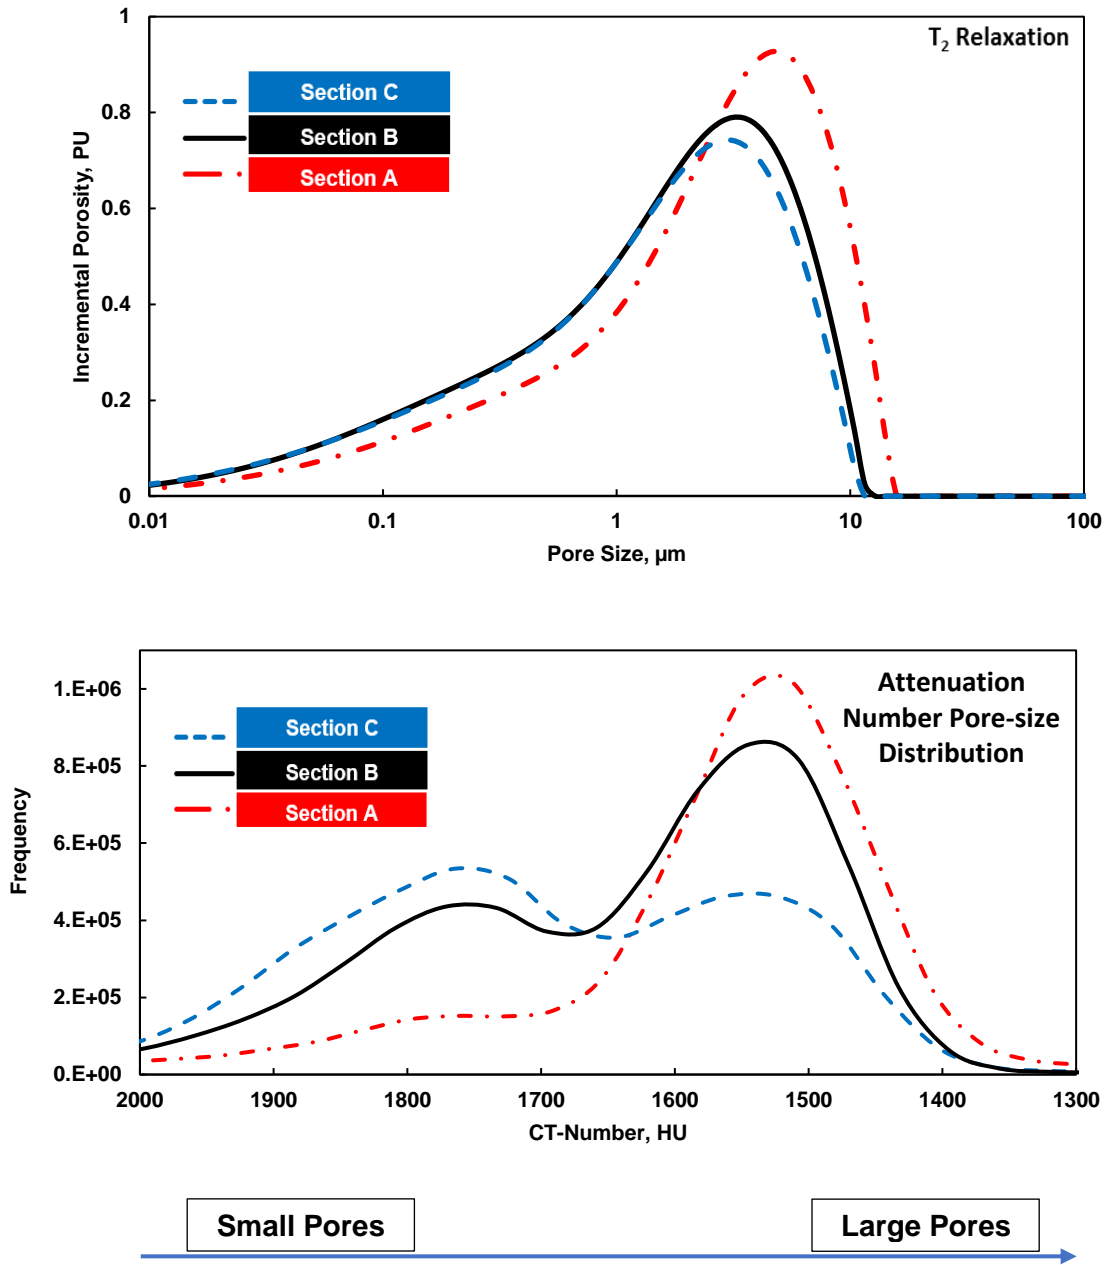 1
T2 Relaxation
Section C
Section B
Section A
0.8
0.6
0.4
0.2
0
Incremental Porosity, PU
0.01 0.1 1 10 100
Pore Size, µm
Attenuation
Number Pore-size
Distribution
Section C
Section B
Section A
1.E+06
8.E+05
6.E+05
4.E+05
2.E+05
0.E+00
Frequency
2000 1900 1800 1700 1600 1500 1400 1300
CT-Number, HU
Small Pores Large Pores